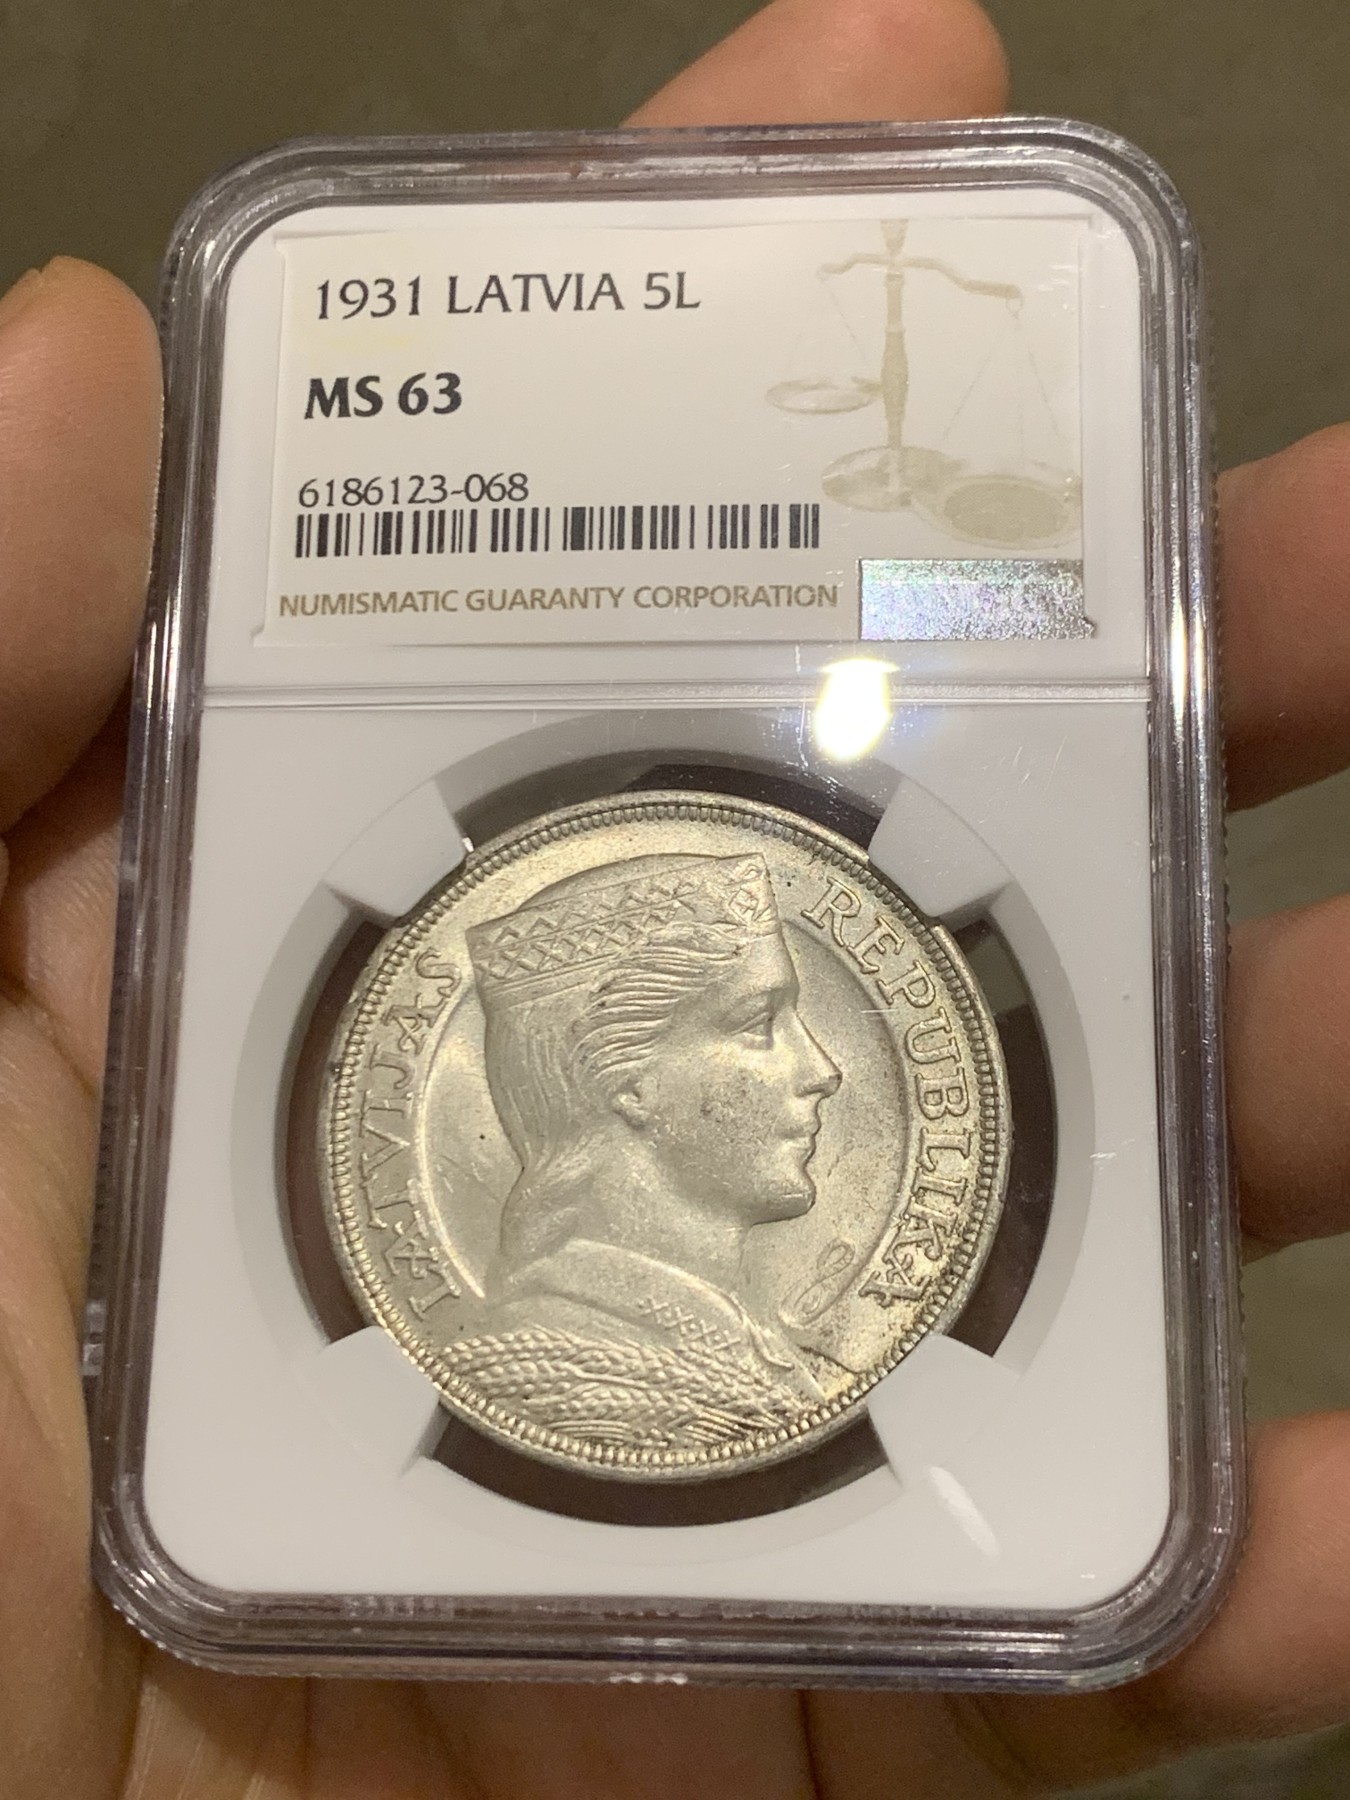 1931 LATVIA 5L
MS 63
6186123-068
NUMISMATIC GUARANTY CORPORATION
LATVIJAS REPUBLIKA